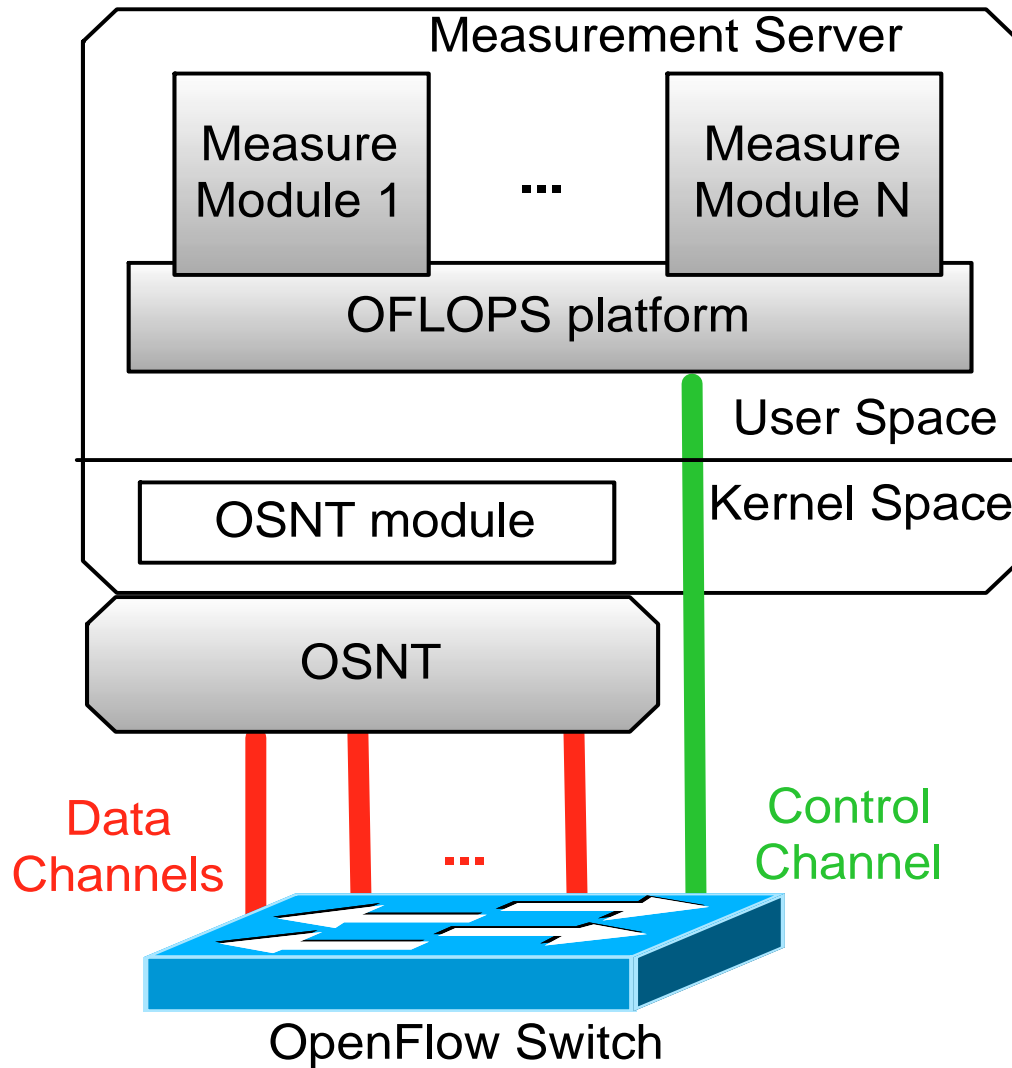 Measurement Server
Measure
Module 1
...
Measure
Module N
OFLOPS platform
User Space
Kernel Space
OSNT module
OSNT
Data
Channels
...
Control
Channel
OpenFlow Switch